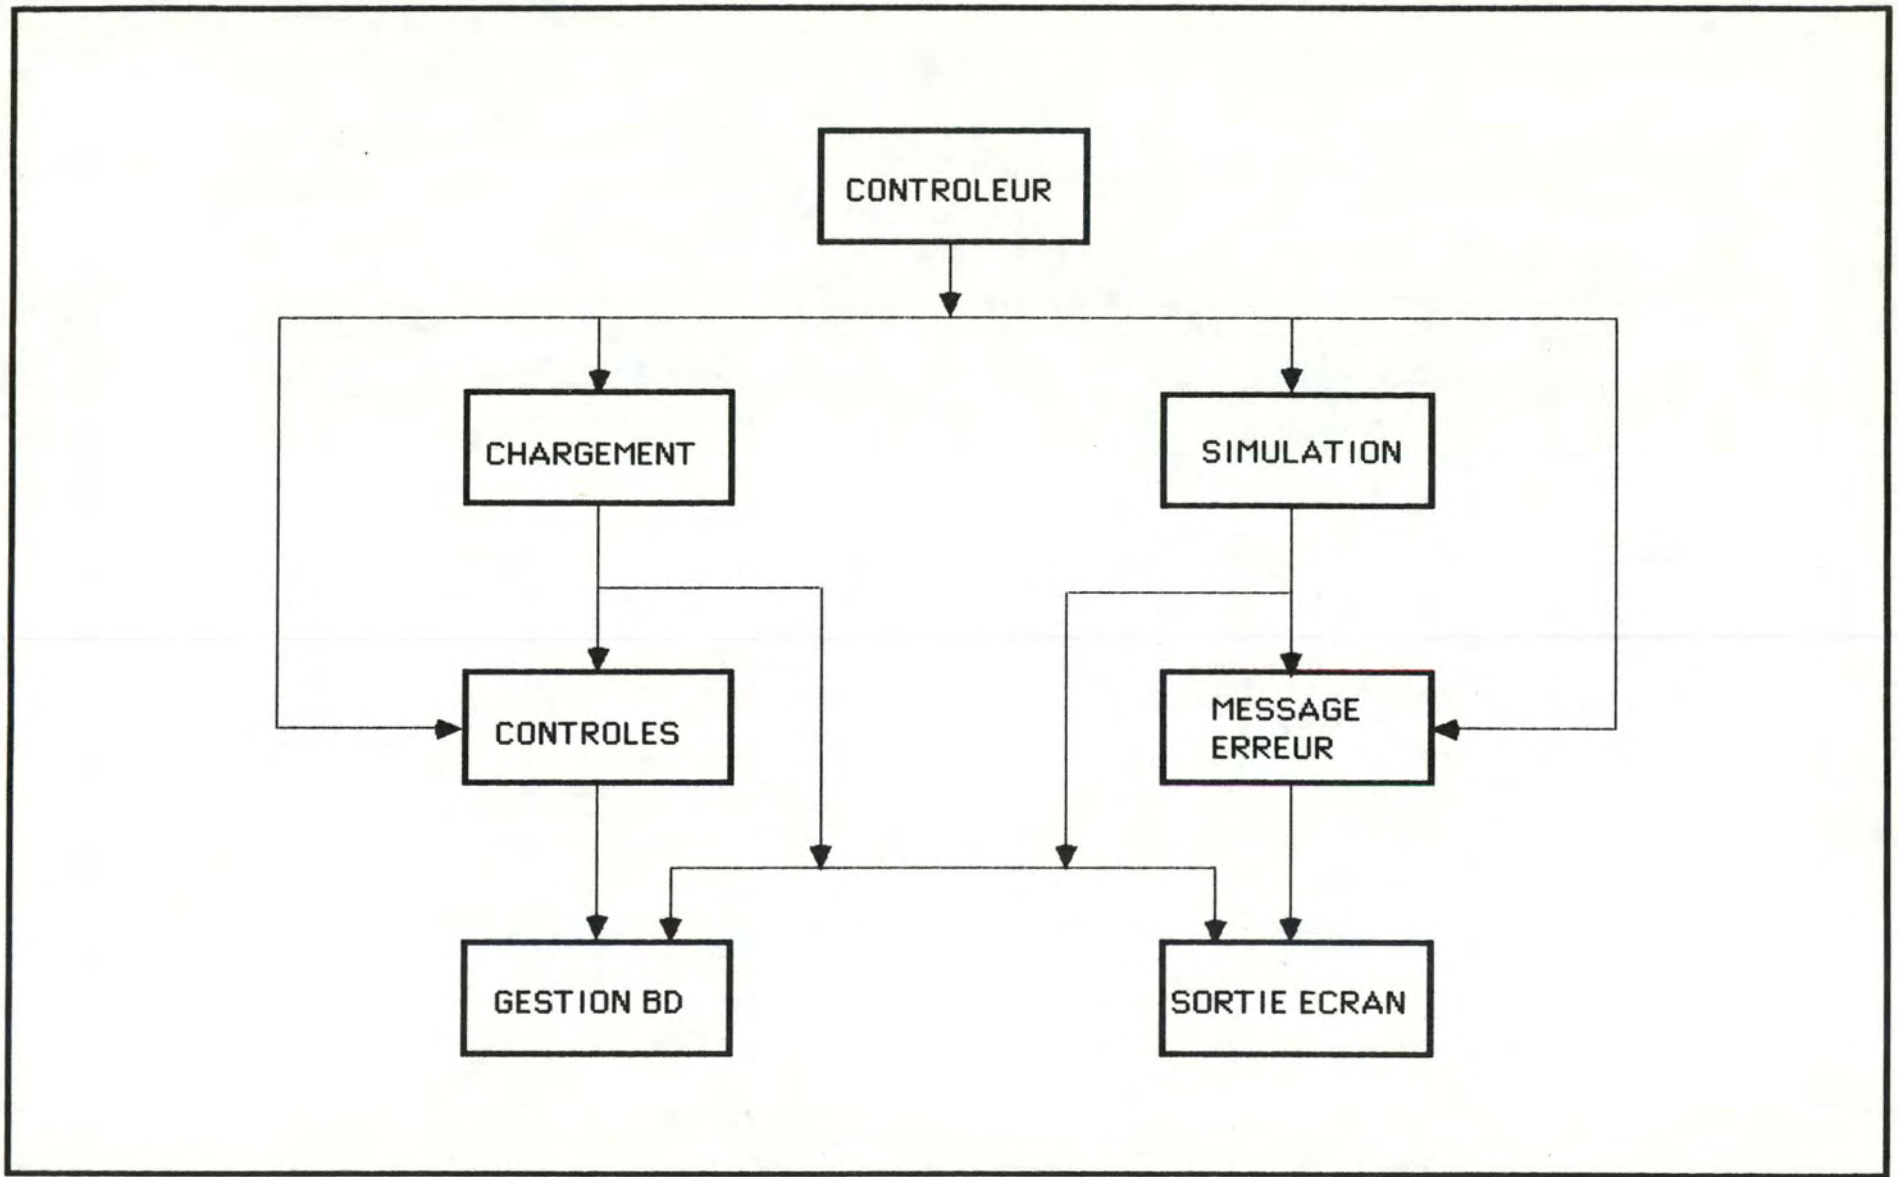 CONTROLEUR
CHARGEMENT
SIMULATION
CONTROLES
MESSAGE
ERREUR
GESTION BD
SORTIE ECRAN